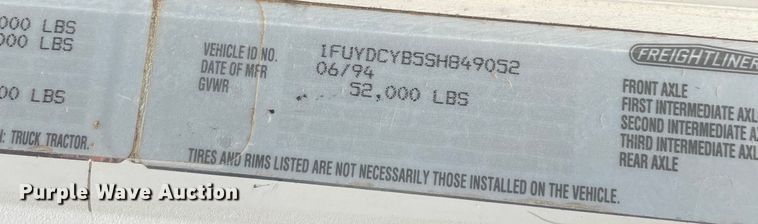 000 LBS
000 LBS
00 LBS
N: TRUCK TRACTOR.
VEHICLE ID NO. 1FUYDCYB5SH849052
DATE OF MFR 06/94
GVWR 52,000 LBS
TIRES AND RIMS LISTED ARE NOT NECESSARILY THOSE INSTALLED ON THE VEHICLE.
FREIGHTLINER
FRONT AXLE
FIRST INTERMEDIATE AXL
SECOND INTERMEDIATE AX
THIRD INTERMEDIATE AXL
REAR AXLE
Purple Wave Auction